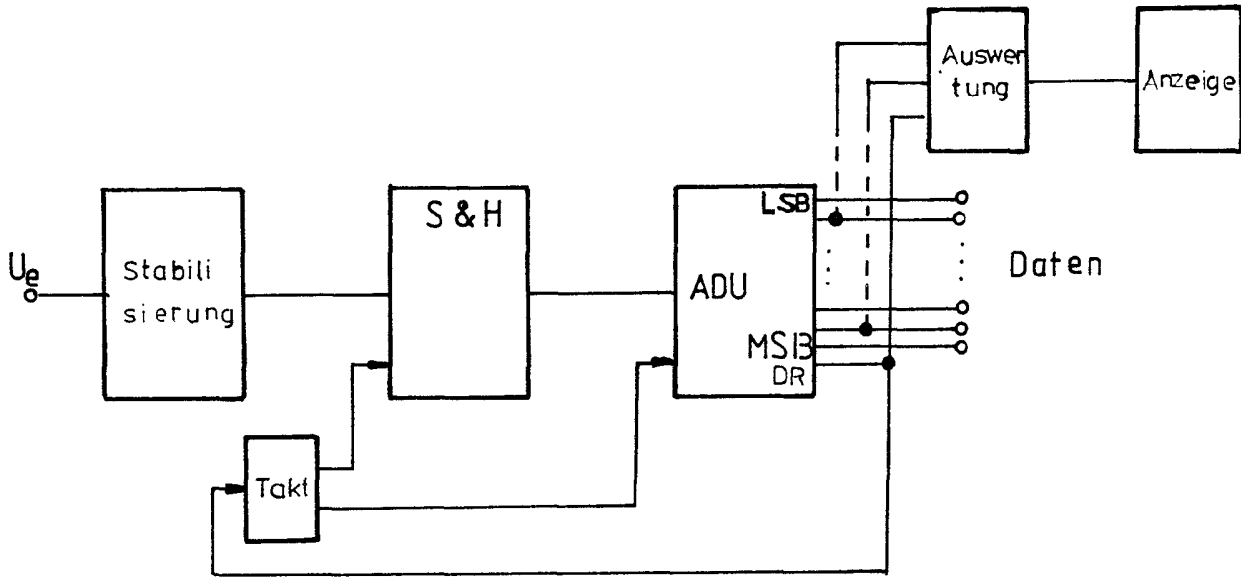 Auswer
tung
Anzeige
LSB
S & H
Ue
Stabili
sierung
ADU
Daten
MSB
DR
Takt